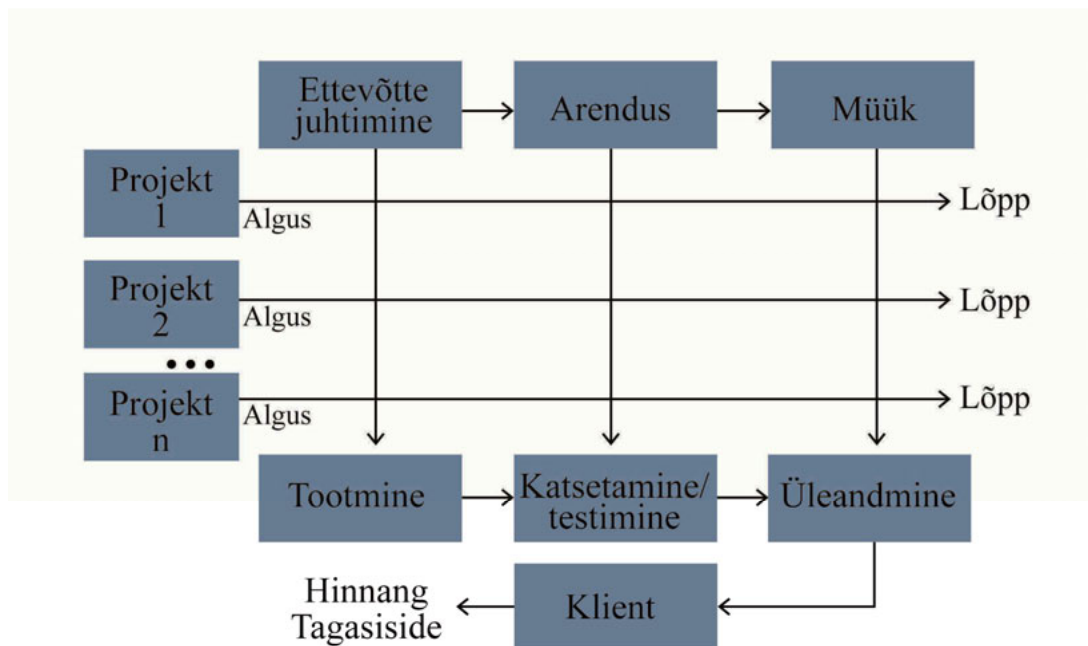 Ettevõtte
juhtimine
Arendus
Müük
Projekt
1
Algus
Lõpp
Projekt
2
Algus
Lõpp
•••
Projekt
n
Algus
Lõpp
Tootmine
Katsetamine/
testimine
Üleandmine
Hinnang
Tagasiside
Klient